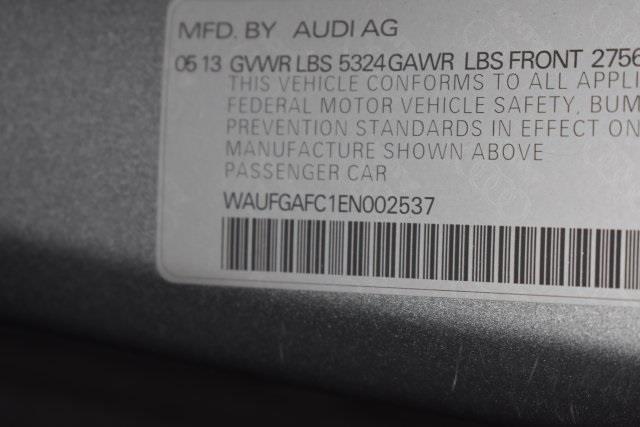 MFD. BY AUDI AG
05 13 GVWR LBS 5324 GAWR LBS FRONT 2756
THIS VEHICLE CONFORMS TO ALL APPLI
FEDERAL MOTOR VEHICLE SAFETY, BUM
PREVENTION STANDARDS IN EFFECT ON
MANUFACTURE SHOWN ABOVE
PASSENGER CAR
WAUFGAFC1EN002537